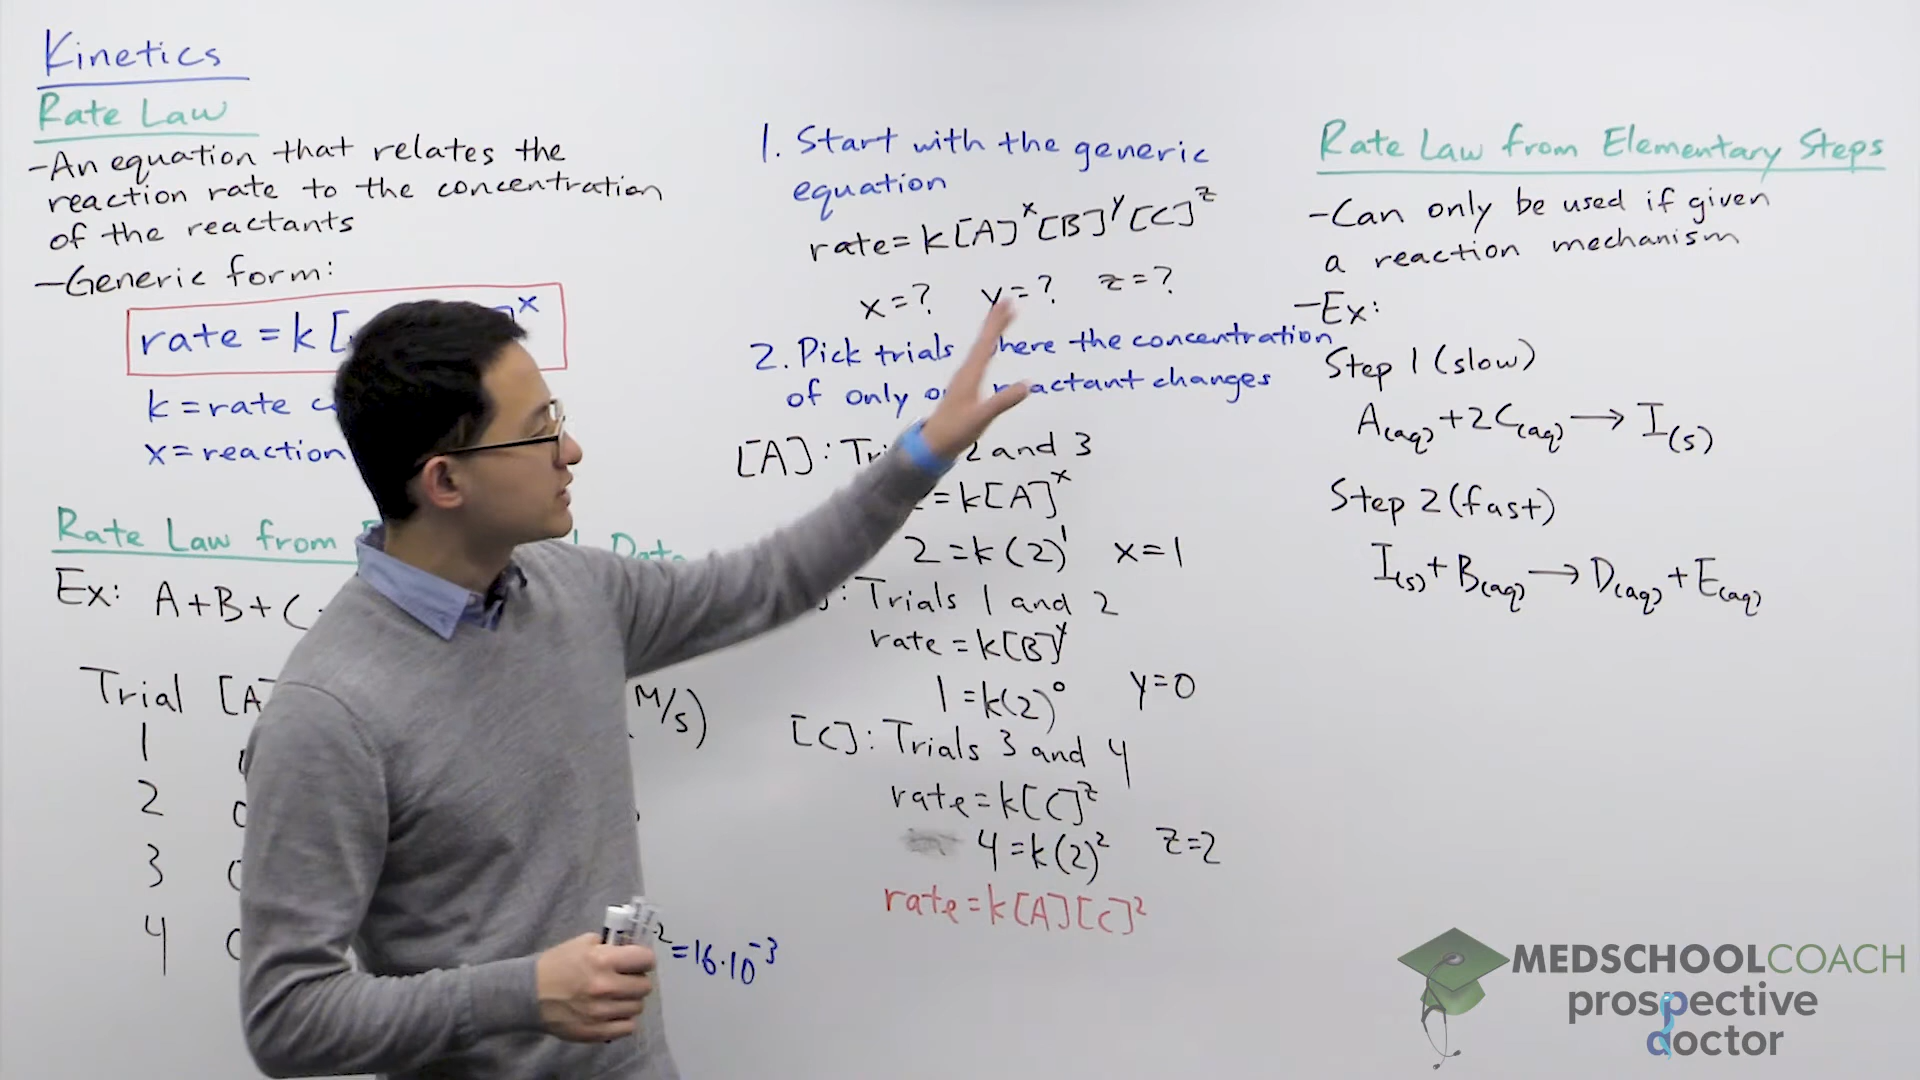 Kinetics
Rate Law
-An equation that relates the
reaction rate to the concentration
of the reactants
-Generic form:
rate = k [ x
k = rate
x = reaction
Rate Law from Data
Ex: A+B+C
Trial [A] M/s)
1
2
3
4
=16·10⁻³
1. Start with the generic
equation
rate = k[A]ˣ[B]ʸ[C]ᶻ
x=? y=? z=?
2. Pick trials where the concentration
of only reactant changes
[A]: 2 and 3
=k[A]ˣ
2=k(2)¹ x=1
: Trials 1 and 2
rate = k[B]ʸ
1=k(2)⁰ y=0
[C]: Trials 3 and 4
rate=k[C]ᶻ
4=k(2)² z=2
rate=k[A][C]²
Rate Law from Elementary Steps
-Can only be used if given
a reaction mechanism
-Ex:
Step 1 (slow)
A(aq)+2C(aq)→I(s)
Step 2 (fast)
I(s)+B(aq)→D(aq)+E(aq)
MEDSCHOOLCOACH
prospective
doctor